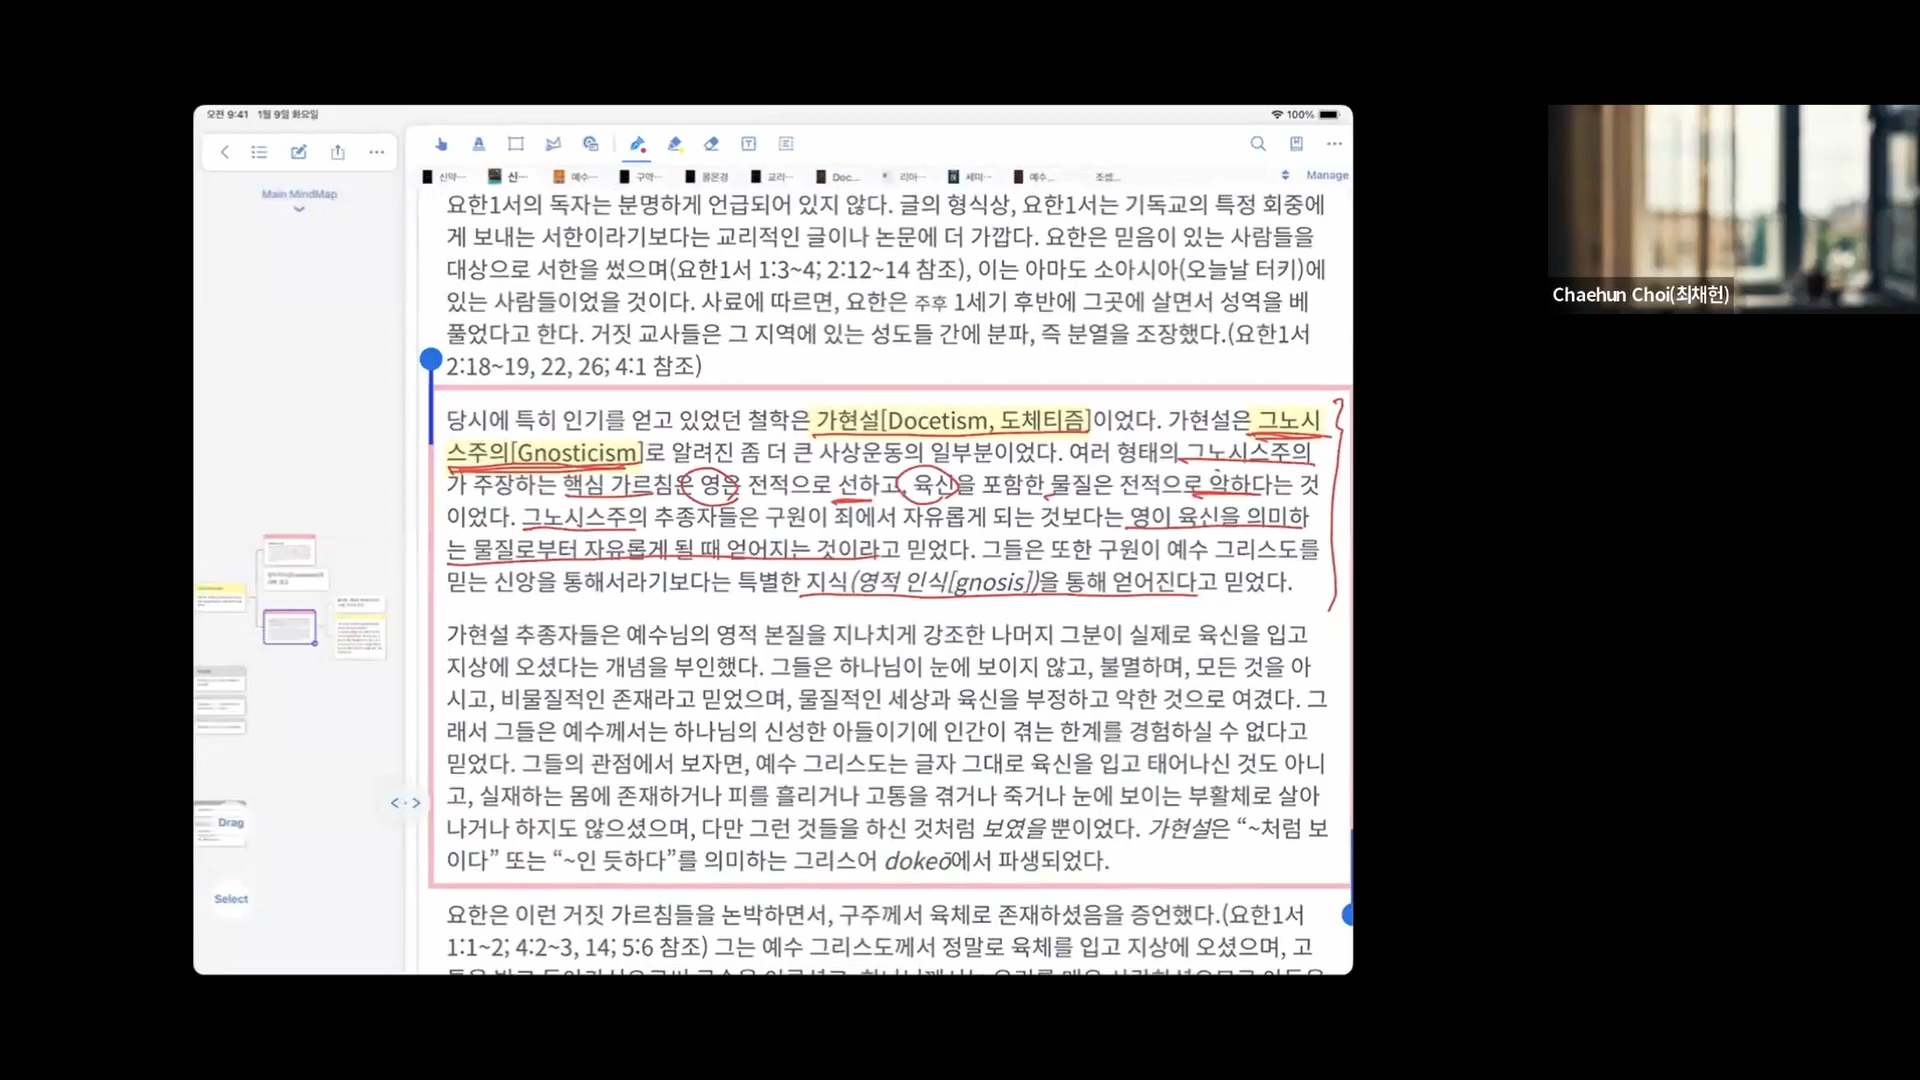 오전 9:41 1월 9일 화요일
100%
Main MindMap
신약…
신…
예수…
구약…
몰몬경
교리…
Doc...
리아…
세미…
예수...
조셉...
Manage
요한1서의 독자는 분명하게 언급되어 있지 않다. 글의 형식상, 요한1서는 기독교의 특정 회중에
게 보내는 서한이라기보다는 교리적인 글이나 논문에 더 가깝다. 요한은 믿음이 있는 사람들을
대상으로 서한을 썼으며(요한1서 1:3~4; 2:12~14 참조), 이는 아마도 소아시아(오늘날 터키)에
있는 사람들이었을 것이다. 사료에 따르면, 요한은 주후 1세기 후반에 그곳에 살면서 성역을 베
풀었다고 한다. 거짓 교사들은 그 지역에 있는 성도들 간에 분파, 즉 분열을 조장했다.(요한1서
2:18~19, 22, 26; 4:1 참조)
당시에 특히 인기를 얻고 있었던 철학은 가현설[Docetism, 도체티즘]이었다. 가현설은 그노시
스주의[Gnosticism]로 알려진 좀 더 큰 사상운동의 일부분이었다. 여러 형태의 그노시스주의
가 주장하는 핵심 가르침은 영은 전적으로 선하고, 육신을 포함한 물질은 전적으로 악하다는 것
이었다. 그노시스주의 추종자들은 구원이 죄에서 자유롭게 되는 것보다는 영이 육신을 의미하
는 물질로부터 자유롭게 될 때 얻어지는 것이라고 믿었다. 그들은 또한 구원이 예수 그리스도를
믿는 신앙을 통해서라기보다는 특별한 지식(영적 인식[gnosis])을 통해 얻어진다고 믿었다.
가현설 추종자들은 예수님의 영적 본질을 지나치게 강조한 나머지 그분이 실제로 육신을 입고
지상에 오셨다는 개념을 부인했다. 그들은 하나님이 눈에 보이지 않고, 불멸하며, 모든 것을 아
시고, 비물질적인 존재라고 믿었으며, 물질적인 세상과 육신을 부정하고 악한 것으로 여겼다. 그
래서 그들은 예수께서는 하나님의 신성한 아들이기에 인간이 겪는 한계를 경험하실 수 없다고
믿었다. 그들의 관점에서 보자면, 예수 그리스도는 글자 그대로 육신을 입고 태어나신 것도 아니
고, 실재하는 몸에 존재하거나 피를 흘리거나 고통을 겪거나 죽거나 눈에 보이는 부활체로 살아
나거나 하지도 않으셨으며, 다만 그런 것들을 하신 것처럼 보였을 뿐이었다. 가현설은 “~처럼 보
이다” 또는 “~인 듯하다”를 의미하는 그리스어 dokeō에서 파생되었다.
요한은 이런 거짓 가르침들을 논박하면서, 구주께서 육체로 존재하셨음을 증언했다.(요한1서
1:1~2; 4:2~3, 14; 5:6 참조) 그는 예수 그리스도께서 정말로 육체를 입고 지상에 오셨으며, 고
Drag
Select
Chaehun Choi(최채헌)